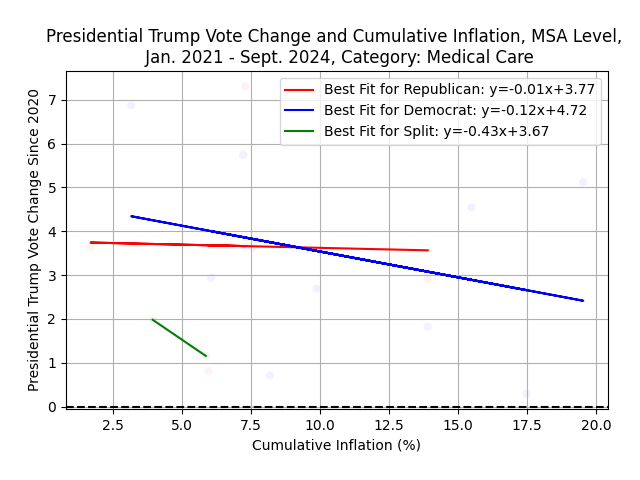 Presidential Trump Vote Change and Cumulative Inflation, MSA Level,
Jan. 2021 - Sept. 2024, Category: Medical Care
Best Fit for Republican: y=-0.01x+3.77
Best Fit for Democrat: y=-0.12x+4.72
Best Fit for Split: y=-0.43x+3.67
Presidential Trump Vote Change Since 2020
7
6
5
4
3
2
1
0
2.5 5.0 7.5 10.0 12.5 15.0 17.5 20.0
Cumulative Inflation (%)